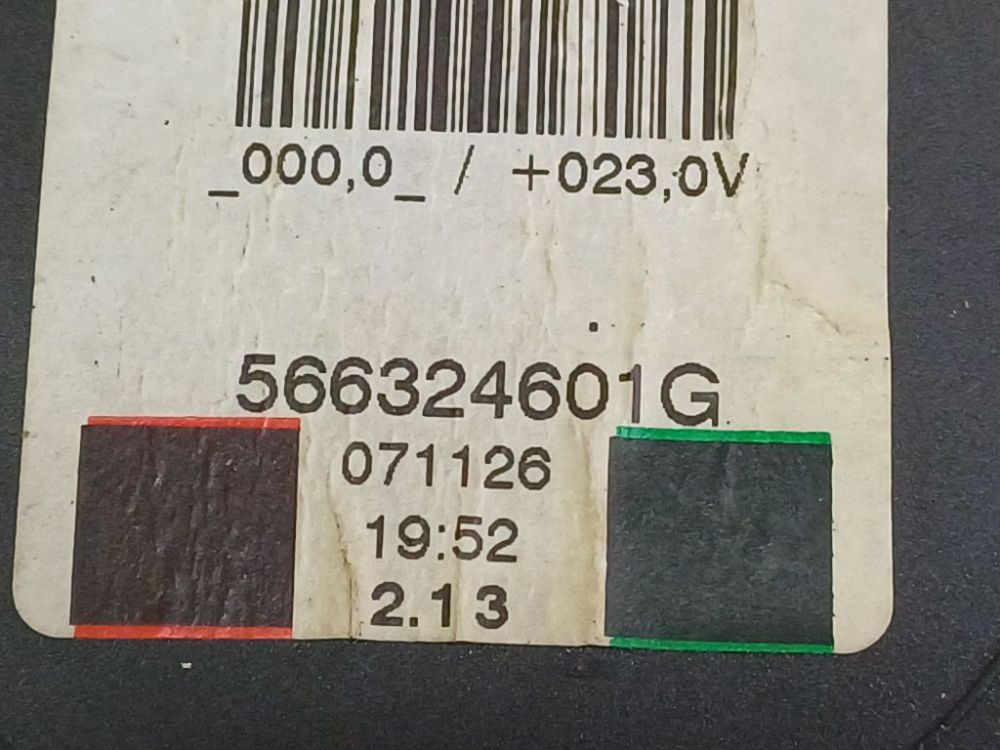 _000,0_ / +023,0V
566324601G
071126
19:52
2.13